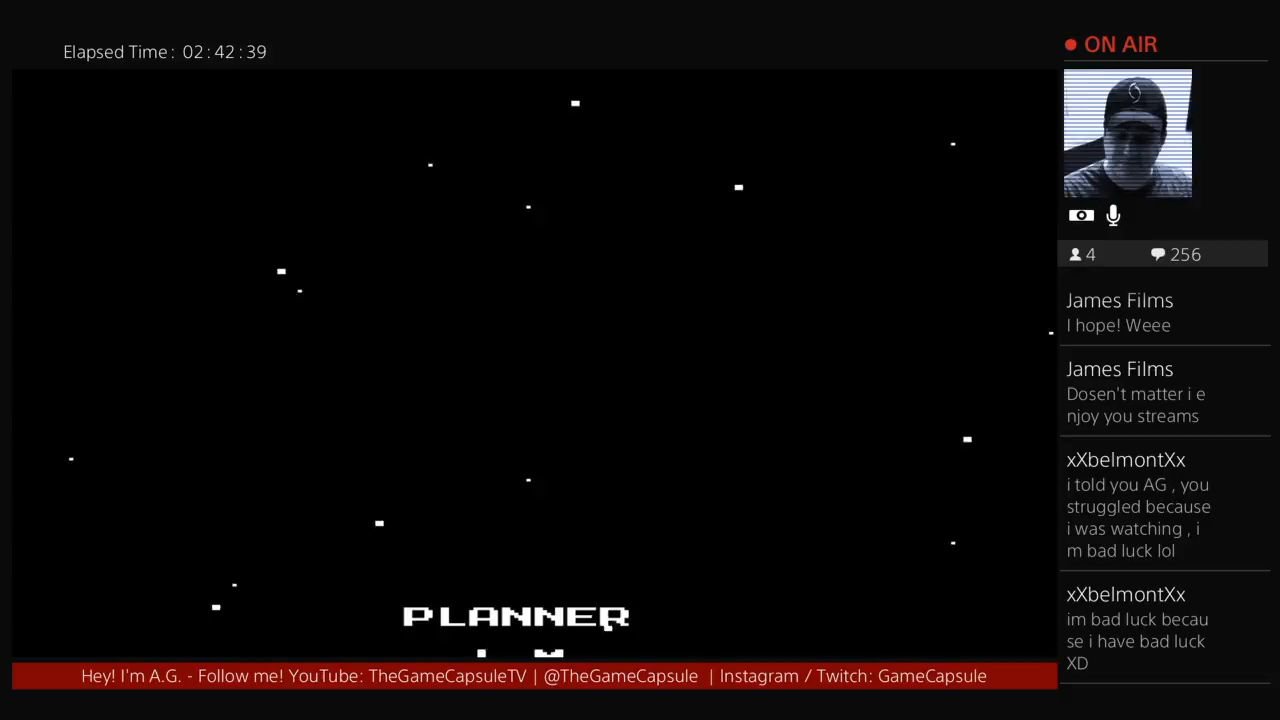 Elapsed Time: 02:42:39
ON AIR
4
256
James Films
I hope! Weee
James Films
Dosen't matter i e
njoy you streams
xXbelmontXx
i told you AG , you
struggled because
i was watching , i
m bad luck lol
xXbelmontXx
im bad luck becau
se i have bad luck
XD
PLANNER
Hey! I'm A.G. - Follow me! YouTube: TheGameCapsuleTV | @TheGameCapsule | Instagram / Twitch: GameCapsule